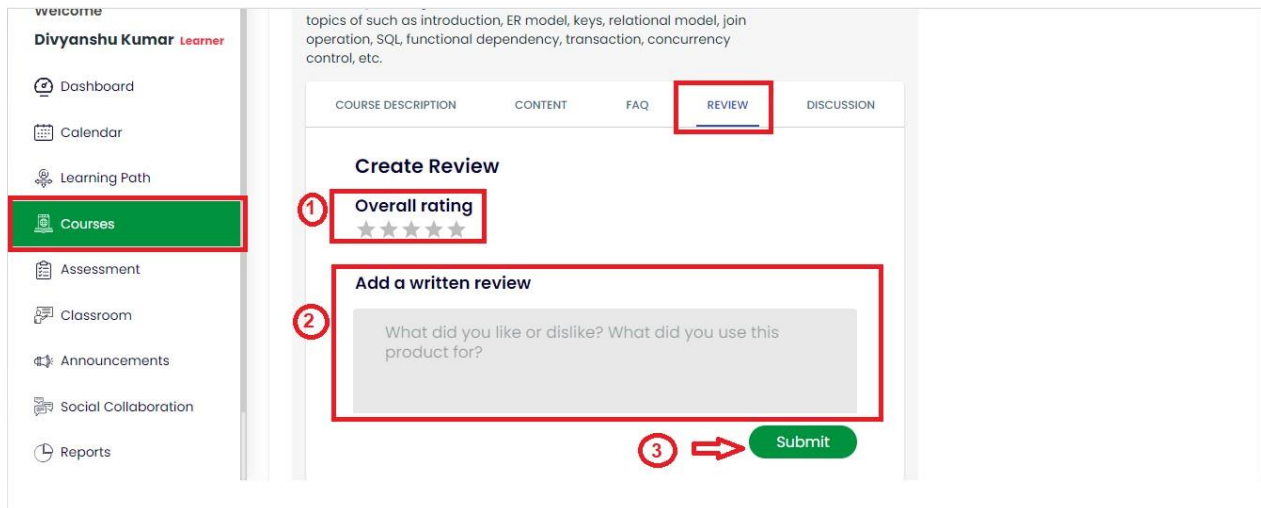 Welcome
Divyanshu Kumar Learner
Dashboard
Calendar
Learning Path
Courses
Assessment
Classroom
Announcements
Social Collaboration
Reports
topics of such as introduction, ER model, keys, relational model, join
operation, SQL, functional dependency, transaction, concurrency
control, etc.
COURSE DESCRIPTION CONTENT FAQ REVIEW DISCUSSION
Create Review
1
Overall rating
Add a written review
2
What did you like or dislike? What did you use this
product for?
3
Submit